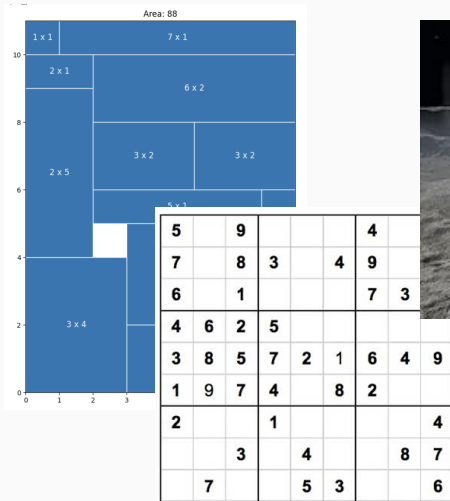 Area: 88
1 x 1 7 x 1
10
2 x 1
6 x 2
8
3 x 2 3 x 2
2 x 5
6
5 x 1
4
3 x 4
2
0
0 1 2 3
5 9 4
7 8 3 4 9
6 1 7 3
4 6 2 5
3 8 5 7 2 1 6 4 9
1 9 7 4 8 2
2 1 4
3 4 8 7
7 5 3 6